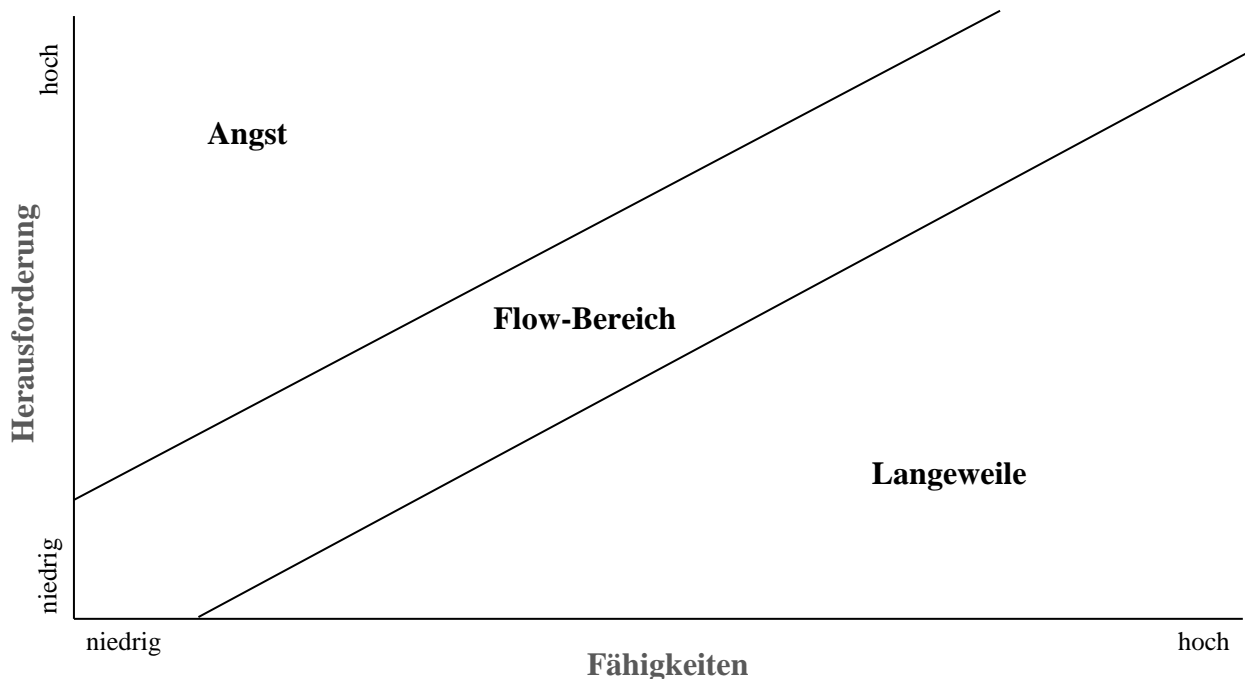 hoch
Angst
Herausforderung
Flow-Bereich
Langeweile
niedrig
niedrig
hoch
Fähigkeiten